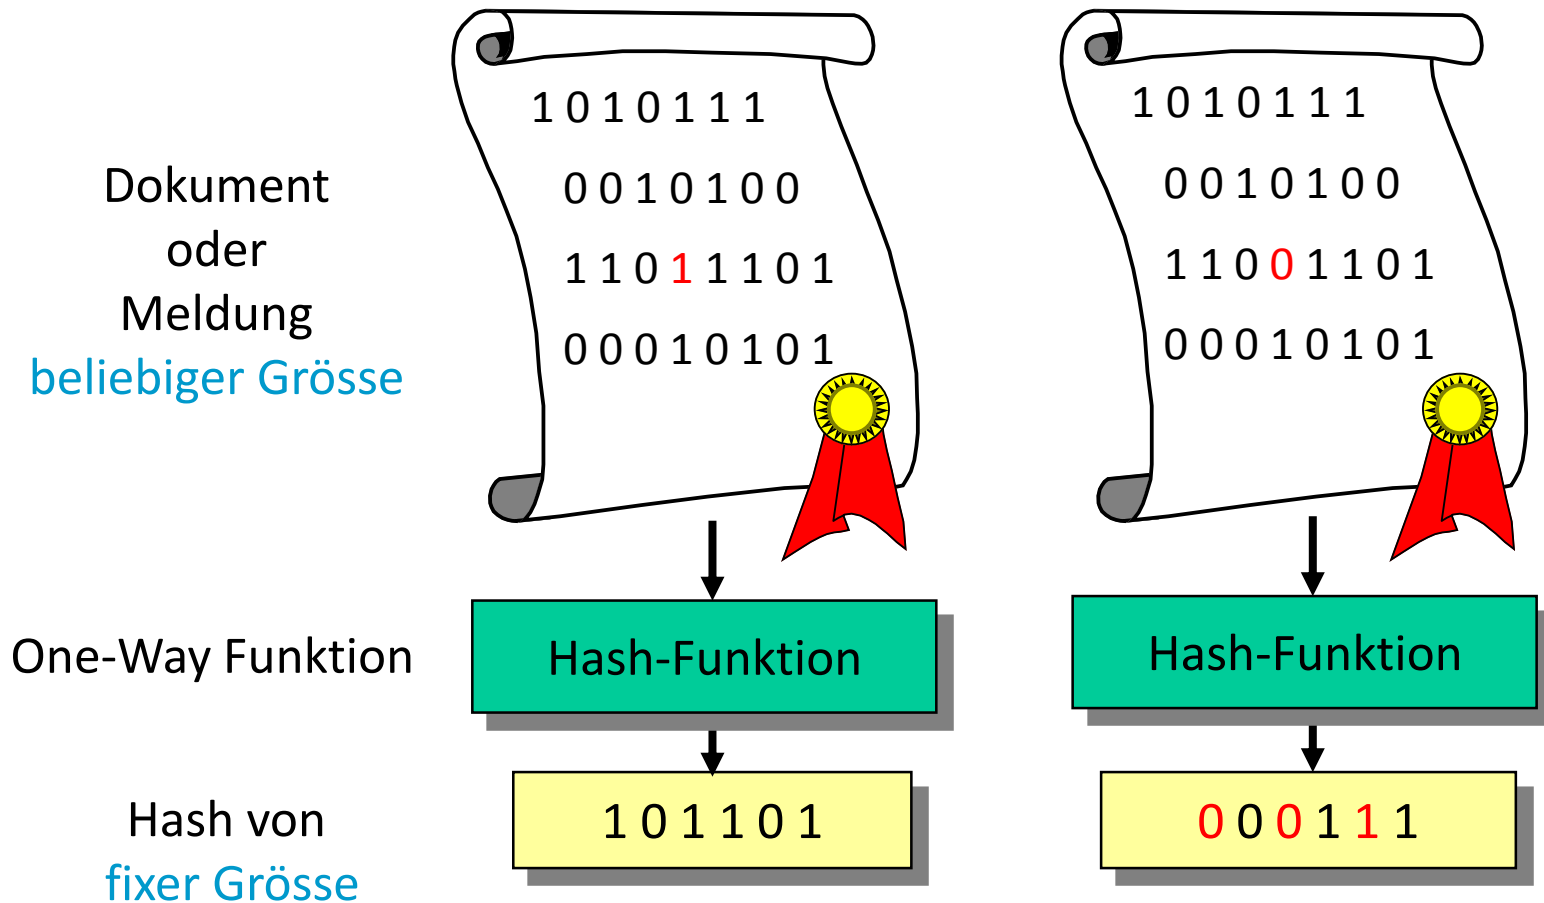 Dokument
oder
Meldung
beliebiger Grösse
1 0 1 0 1 1 1
0 0 1 0 1 0 0
1 1 0 1 1 1 0 1
0 0 0 1 0 1 0 1
1 0 1 0 1 1 1
0 0 1 0 1 0 0
1 1 0 0 1 1 0 1
0 0 0 1 0 1 0 1
One-Way Funktion
Hash-Funktion
Hash-Funktion
Hash von
fixer Grösse
1 0 1 1 0 1
0 0 0 1 1 1